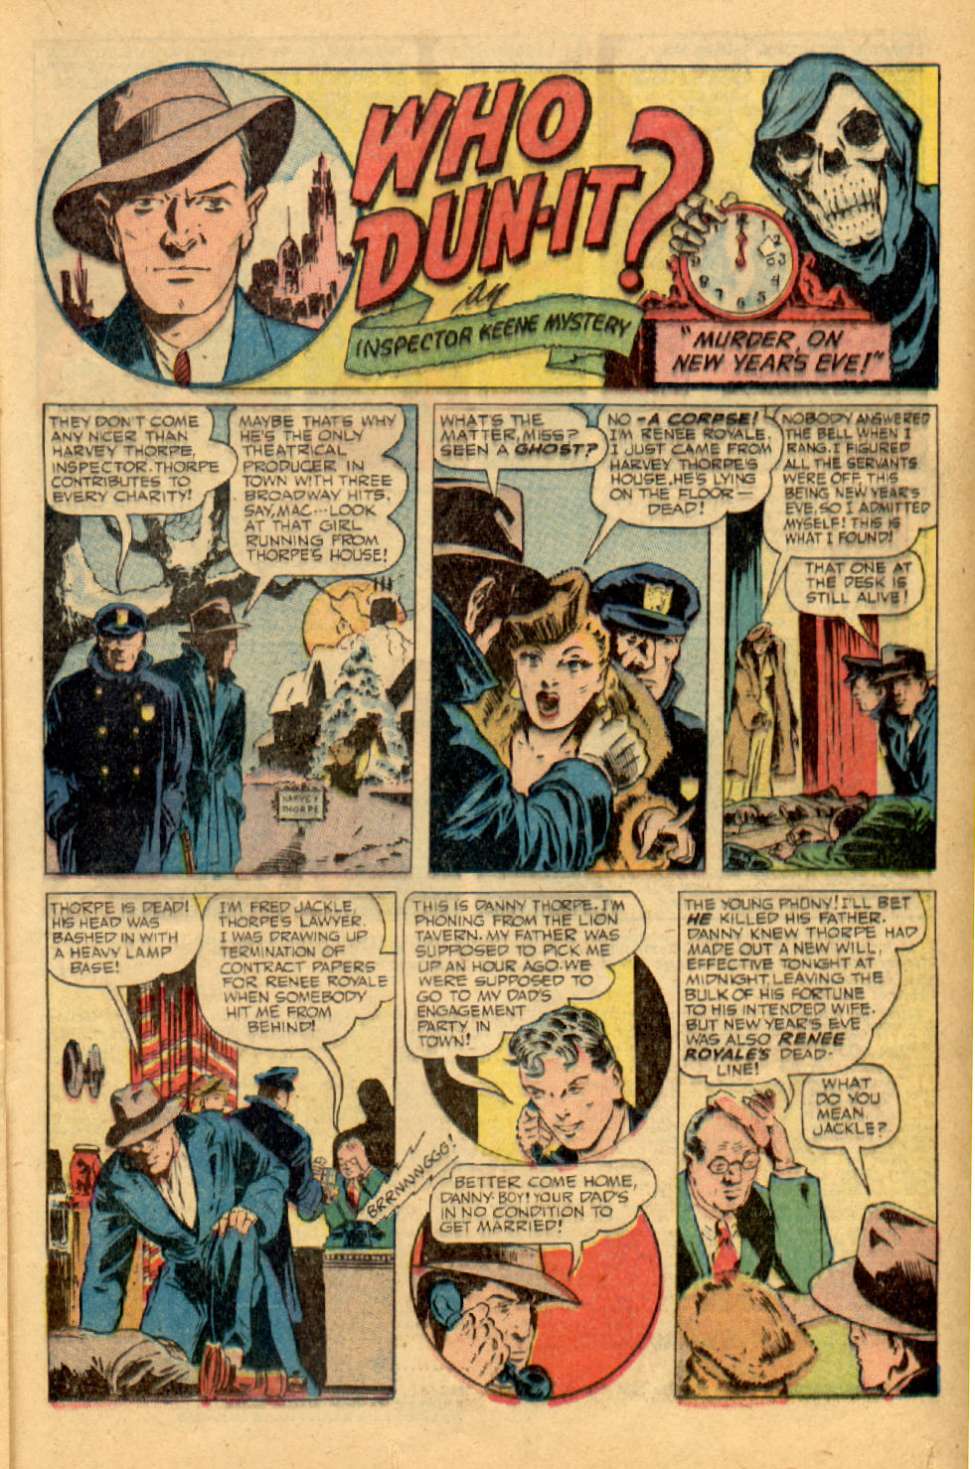 WHO
DUN-IT?
AN
INSPECTOR KEENE MYSTERY
"MURDER ON
NEW YEAR'S EVE!"
THEY DON'T COME
ANY NICER THAN
HARVEY THORPE,
INSPECTOR. THORPE
CONTRIBUTES TO
EVERY CHARITY!
MAYBE THAT'S WHY
HE'S THE ONLY
THEATRICAL
PRODUCER IN
TOWN WITH THREE
BROADWAY HITS.
SAY, MAC... LOOK
AT THAT GIRL
RUNNING FROM
THORPE'S HOUSE!
HARVEY
THORPE
WHAT'S THE
MATTER, MISS?
SEEN A GHOST?
NO - A CORPSE!
I'M RENEE ROYALE.
I JUST CAME FROM
HARVEY THORPE'S
HOUSE, HE'S LYING
ON THE FLOOR—
DEAD!
NOBODY ANSWERED
THE BELL WHEN I
RANG. I FIGURED
ALL THE SERVANTS
WERE OFF, THIS
BEING NEW YEAR'S
EVE, SO I ADMITTED
MYSELF! THIS IS
WHAT I FOUND!
THAT ONE AT
THE DESK IS
STILL ALIVE!
THORPE IS DEAD!
HIS HEAD WAS
BASHED IN WITH
A HEAVY LAMP
BASE!
I'M FRED JACKLE,
THORPE'S LAWYER.
I WAS DRAWING UP
TERMINATION OF
CONTRACT PAPERS
FOR RENEE ROYALE
WHEN SOMEBODY
HIT ME FROM
BEHIND!
BRRNNNNGGG!
THIS IS DANNY THORPE. I'M
PHONING FROM THE LION
TAVERN. MY FATHER WAS
SUPPOSED TO PICK ME
UP AN HOUR AGO. WE
WERE SUPPOSED TO
GO TO MY DAD'S
ENGAGEMENT
PARTY IN
TOWN!
BETTER COME HOME,
DANNY-BOY! YOUR DAD'S
IN NO CONDITION TO
GET MARRIED!
THE YOUNG PHONY! I'LL BET
HE KILLED HIS FATHER.
DANNY KNEW THORPE HAD
MADE OUT A NEW WILL,
EFFECTIVE TONIGHT AT
MIDNIGHT, LEAVING THE
BULK OF HIS FORTUNE
TO HIS INTENDED WIFE.
BUT NEW YEAR'S EVE
WAS ALSO RENEE
ROYALE'S DEAD-
LINE!
WHAT
DO YOU
MEAN,
JACKLE?